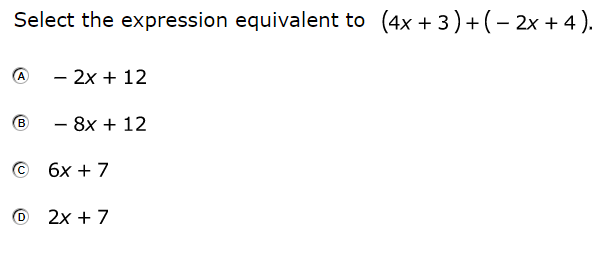 Select the expression equivalent to (4x + 3) + (– 2x + 4).
A – 2x + 12
B – 8x + 12
C 6x + 7
D 2x + 7